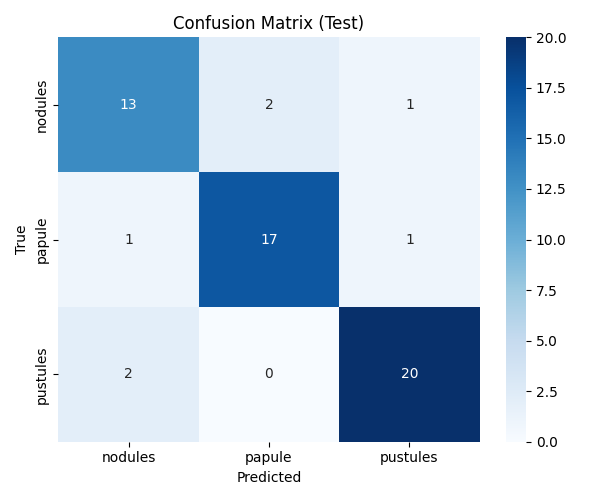 Confusion Matrix (Test)
True
nodules
13 2 1
papule
1 17 1
pustules
2 0 20
nodules papule pustules
Predicted
20.0
17.5
15.0
12.5
10.0
7.5
5.0
2.5
0.0